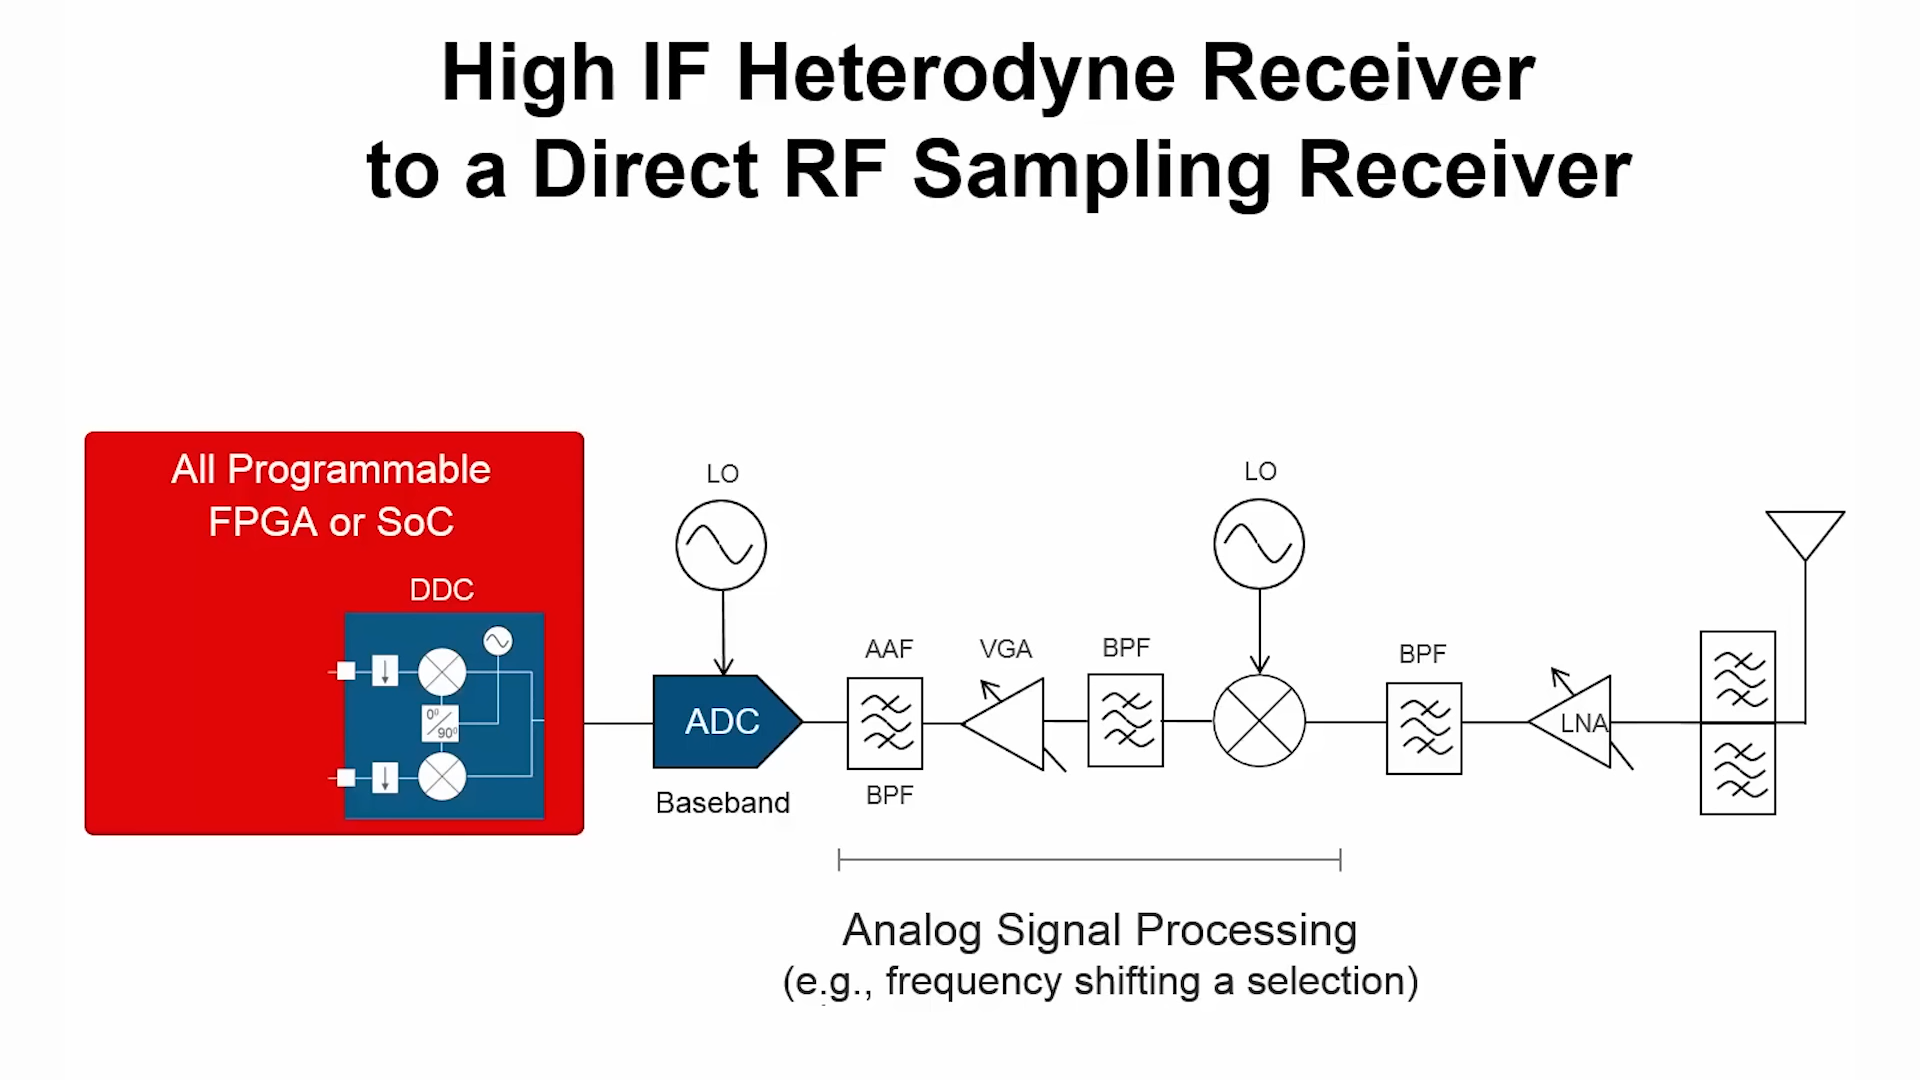 High IF Heterodyne Receiver
to a Direct RF Sampling Receiver
All Programmable
FPGA or SoC
DDC
0⁰
90⁰
LO
ADC
Baseband
AAF
BPF
VGA
BPF
LO
BPF
LNA
Analog Signal Processing
(e.g., frequency shifting a selection)